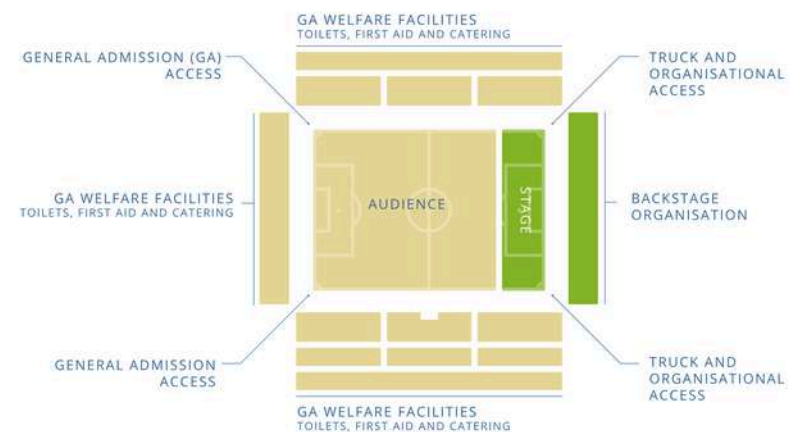 GA WELFARE FACILITIES
TOILETS, FIRST AID AND CATERING
GENERAL ADMISSION (GA)
ACCESS
TRUCK AND
ORGANISATIONAL
ACCESS
GA WELFARE FACILITIES
TOILETS, FIRST AID AND CATERING
AUDIENCE
STAGE
BACKSTAGE
ORGANISATION
GENERAL ADMISSION
ACCESS
TRUCK AND
ORGANISATIONAL
ACCESS
GA WELFARE FACILITIES
TOILETS, FIRST AID AND CATERING